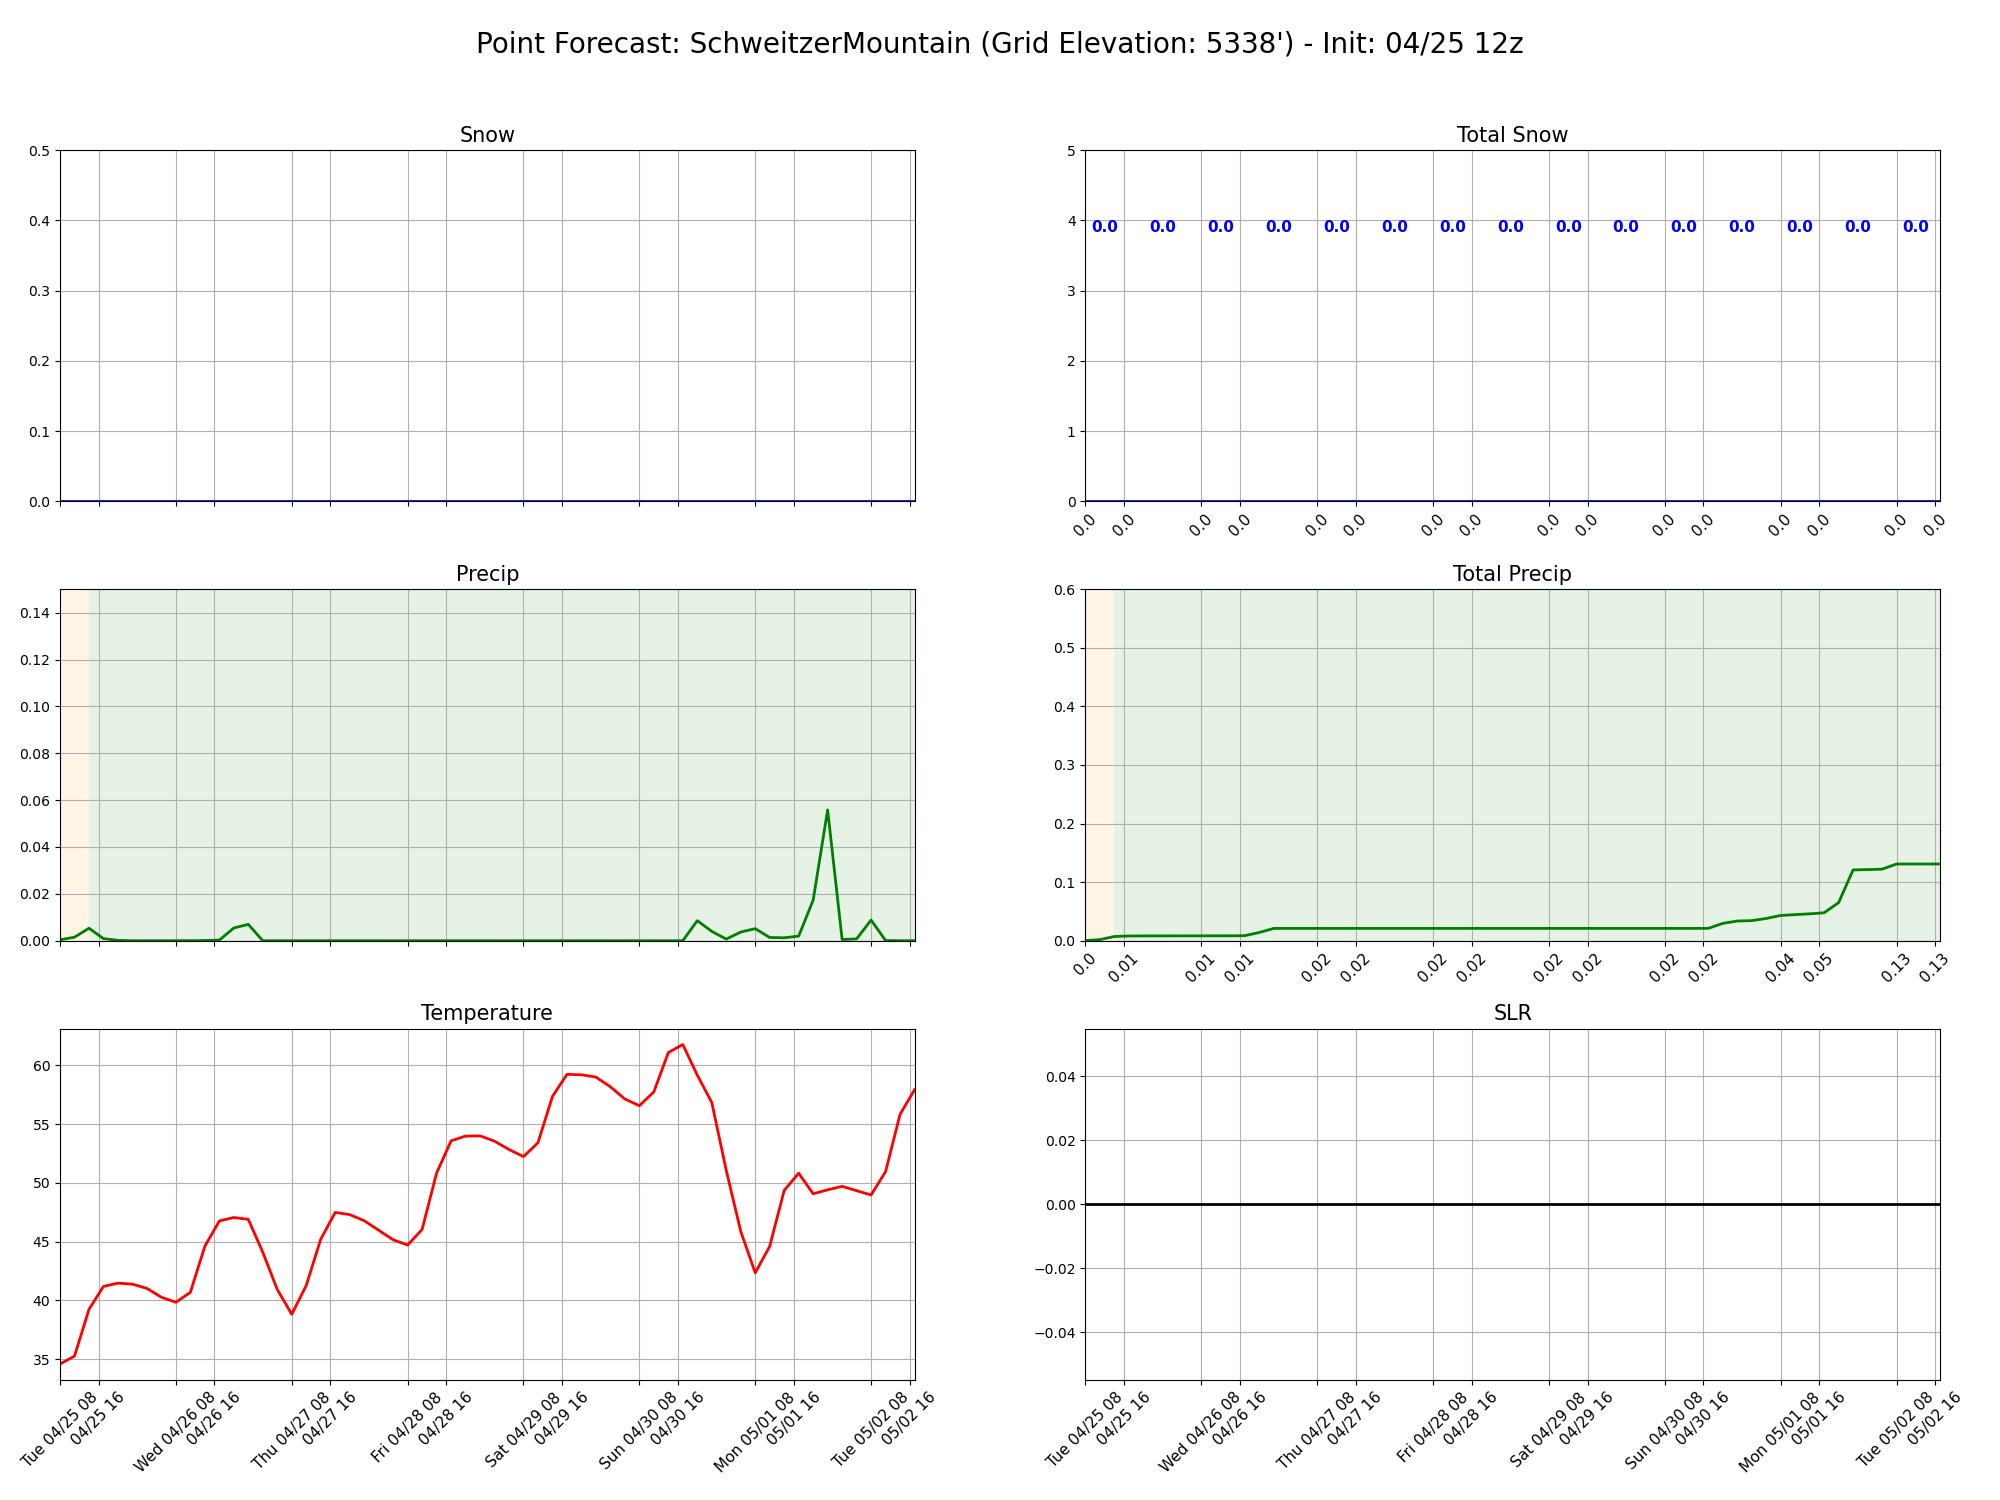 Point Forecast: SchweitzerMountain (Grid Elevation: 5338') - Init: 04/25 12z
Snow
0.5
0.4
0.3
0.2
0.1
0.0
Total Snow
5
4
3
2
1
0
0.0 0.0 0.0 0.0 0.0 0.0 0.0 0.0 0.0 0.0 0.0 0.0 0.0 0.0 0.0
0.0 0.0 0.0 0.0 0.0 0.0 0.0 0.0 0.0 0.0 0.0 0.0 0.0 0.0 0.0 0.0
Precip
0.14
0.12
0.10
0.08
0.06
0.04
0.02
0.00
Total Precip
0.6
0.5
0.4
0.3
0.2
0.1
0.0
0.0 0.01 0.01 0.01 0.02 0.02 0.02 0.02 0.02 0.02 0.02 0.02 0.04 0.05 0.13 0.13
Temperature
60
55
50
45
40
35
Tue 04/25 08
04/25 16
Wed 04/26 08
04/26 16
Thu 04/27 08
04/27 16
Fri 04/28 08
04/28 16
Sat 04/29 08
04/29 16
Sun 04/30 08
04/30 16
Mon 05/01 08
05/01 16
Tue 05/02 08
05/02 16
SLR
0.04
0.02
0.00
−0.02
−0.04
Tue 04/25 08
04/25 16
Wed 04/26 08
04/26 16
Thu 04/27 08
04/27 16
Fri 04/28 08
04/28 16
Sat 04/29 08
04/29 16
Sun 04/30 08
04/30 16
Mon 05/01 08
05/01 16
Tue 05/02 08
05/02 16